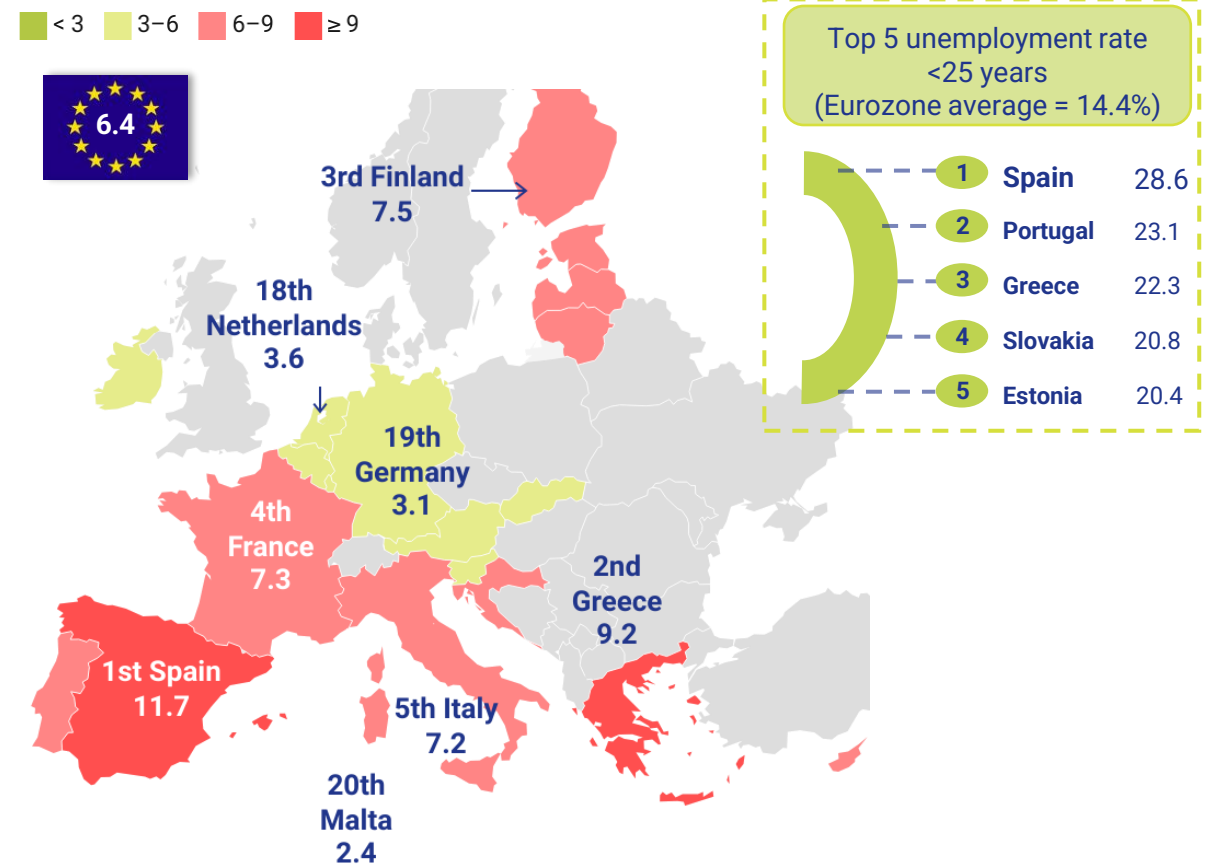 < 3
3–6
6–9
≥ 9
6.4
Top 5 unemployment rate
<25 years
(Eurozone average = 14.4%)
1 Spain 28.6
2 Portugal 23.1
3 Greece 22.3
4 Slovakia 20.8
5 Estonia 20.4
3rd Finland
7.5
18th
Netherlands
3.6
19th
Germany
3.1
4th
France
7.3
2nd
Greece
9.2
1st Spain
11.7
5th Italy
7.2
20th
Malta
2.4